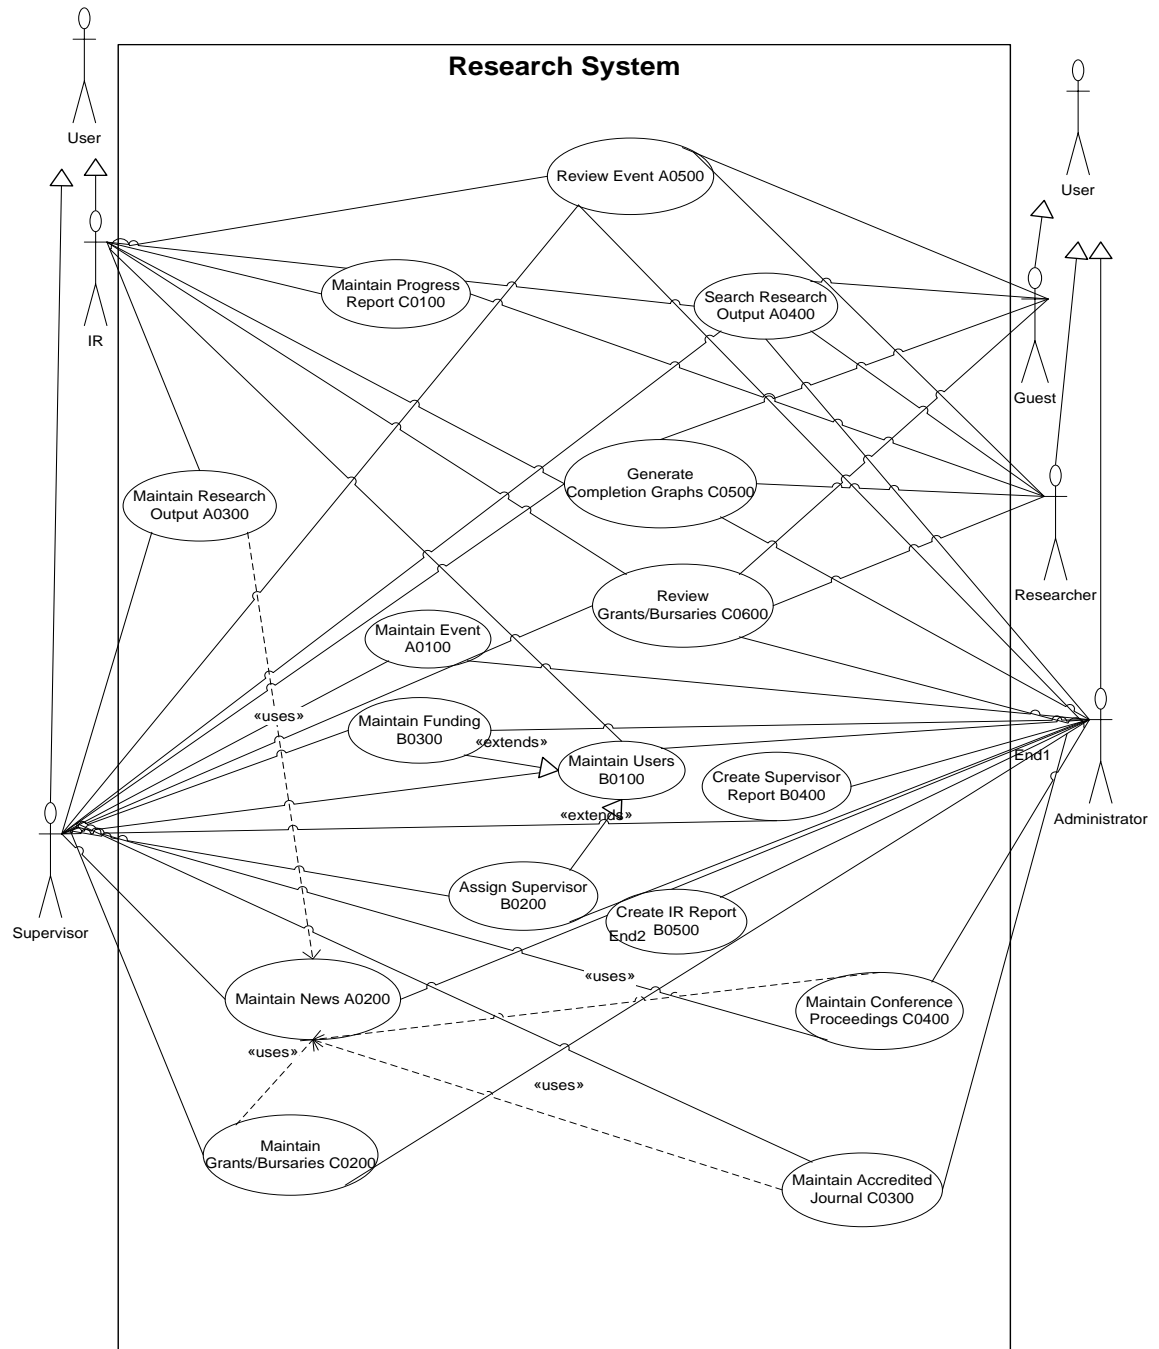 Research System
User
User
Review Event A0500
Maintain Progress
Report C0100
Search Research
Output A0400
IR
Guest
Generate
Completion Graphs C0500
Maintain Research
Output A0300
Review
Grants/Bursaries C0600
Researcher
Maintain Event
A0100
«uses»
Maintain Funding
B0300
«extends»
Maintain Users
B0100
End1
Create Supervisor
Report B0400
«extends»
Administrator
Assign Supervisor
B0200
Create IR Report
B0500
End2
Supervisor
«uses»
Maintain News A0200
Maintain Conference
Proceedings C0400
«uses»
«uses»
Maintain
Grants/Bursaries C0200
Maintain Accredited
Journal C0300